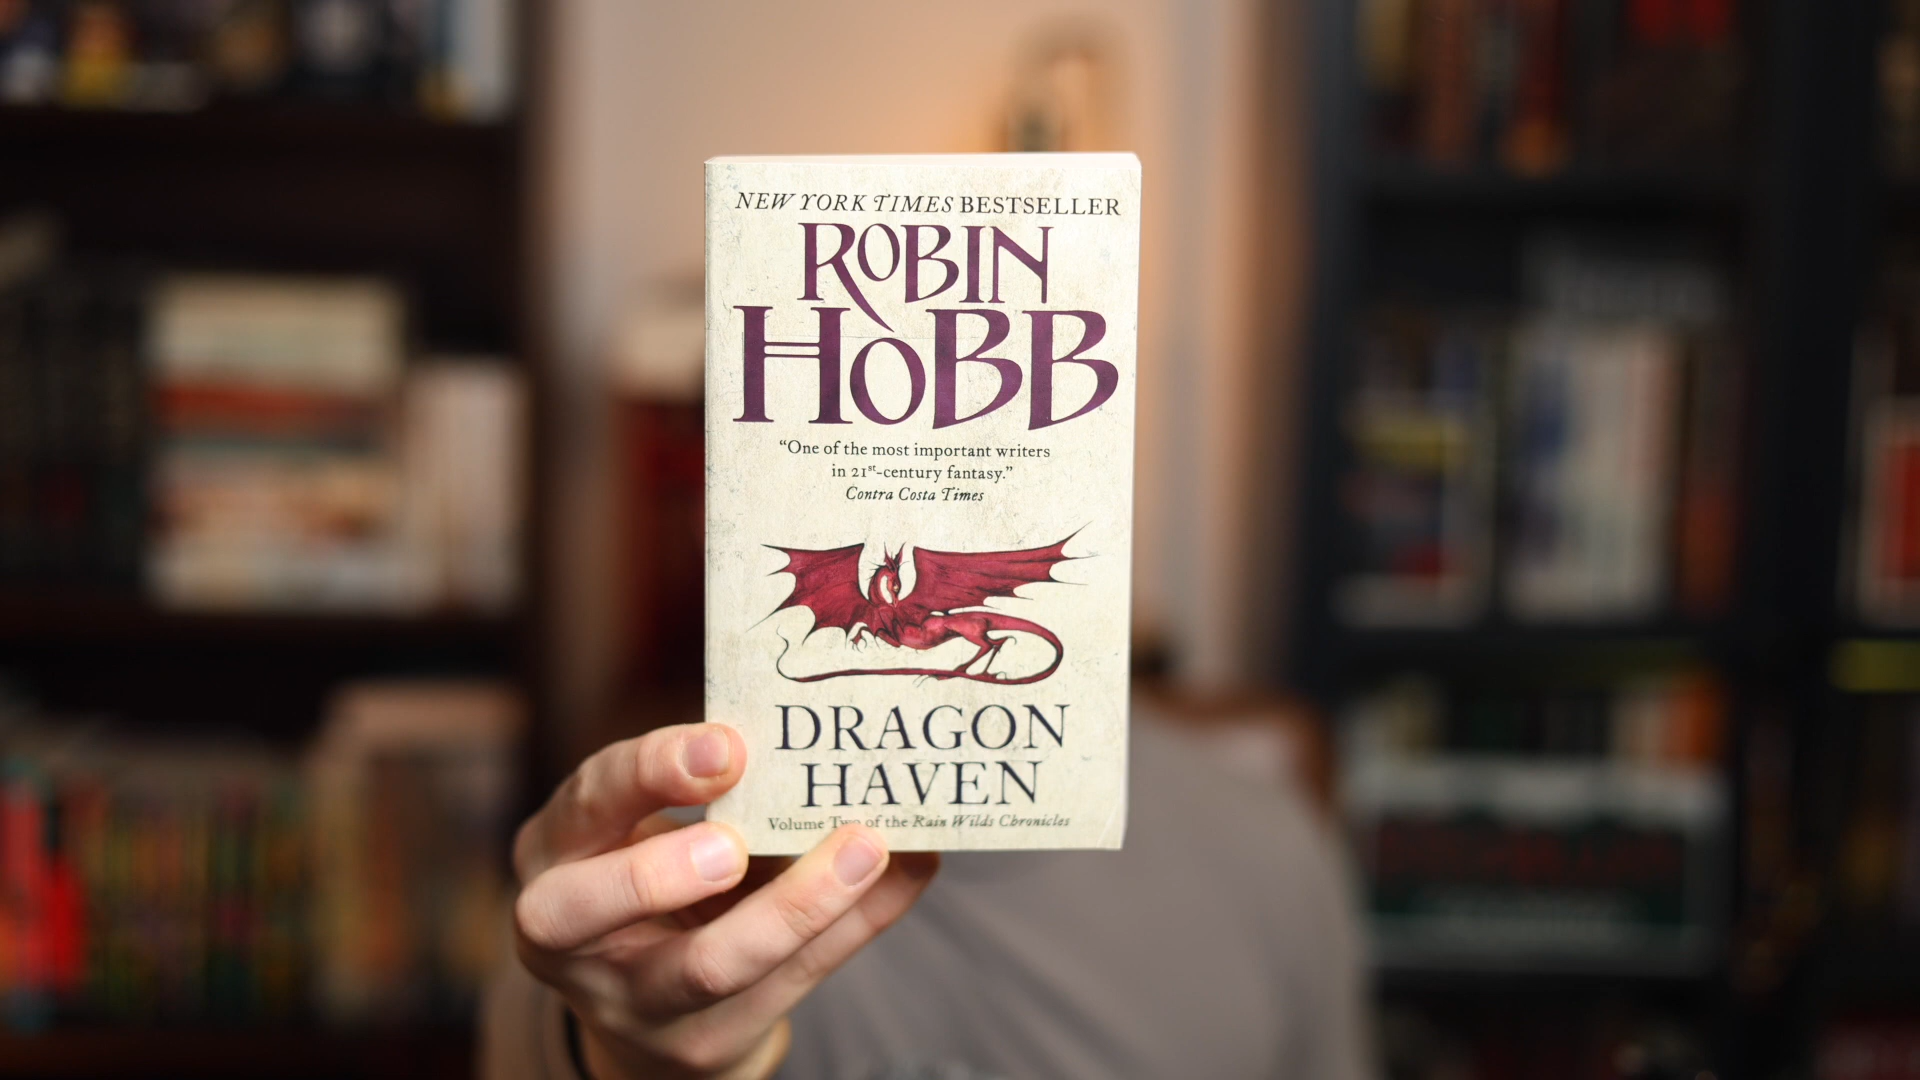 NEW YORK TIMES BESTSELLER
ROBIN
HOBB
“One of the most important writers
in 21st-century fantasy.”
Contra Costa Times
DRAGON
HAVEN
Volume Two of the Rain Wilds Chronicles